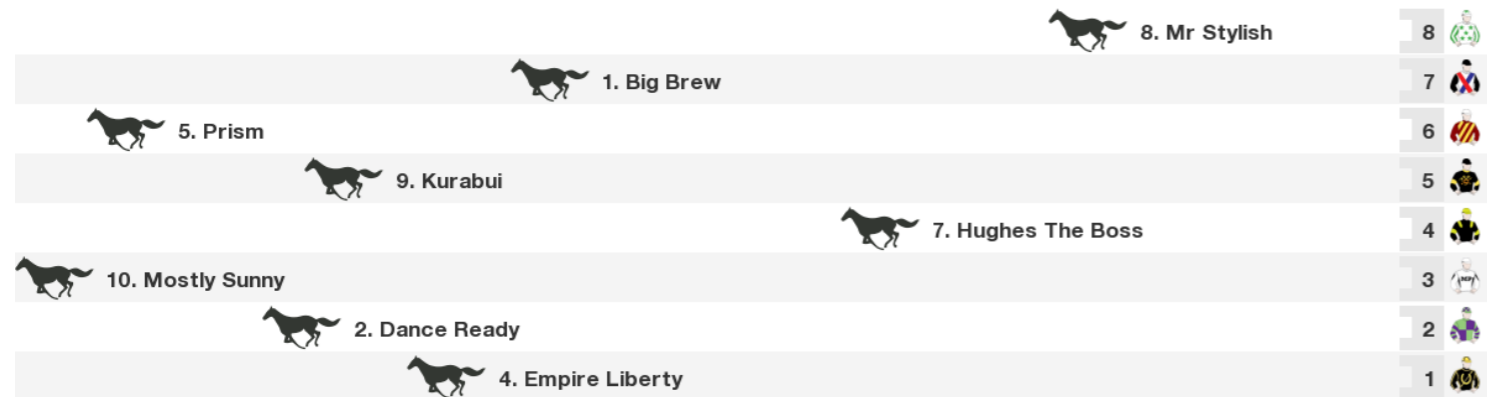 8. Mr Stylish 8
1. Big Brew 7
5. Prism 6
9. Kurabui 5
7. Hughes The Boss 4
10. Mostly Sunny 3
2. Dance Ready 2
4. Empire Liberty 1